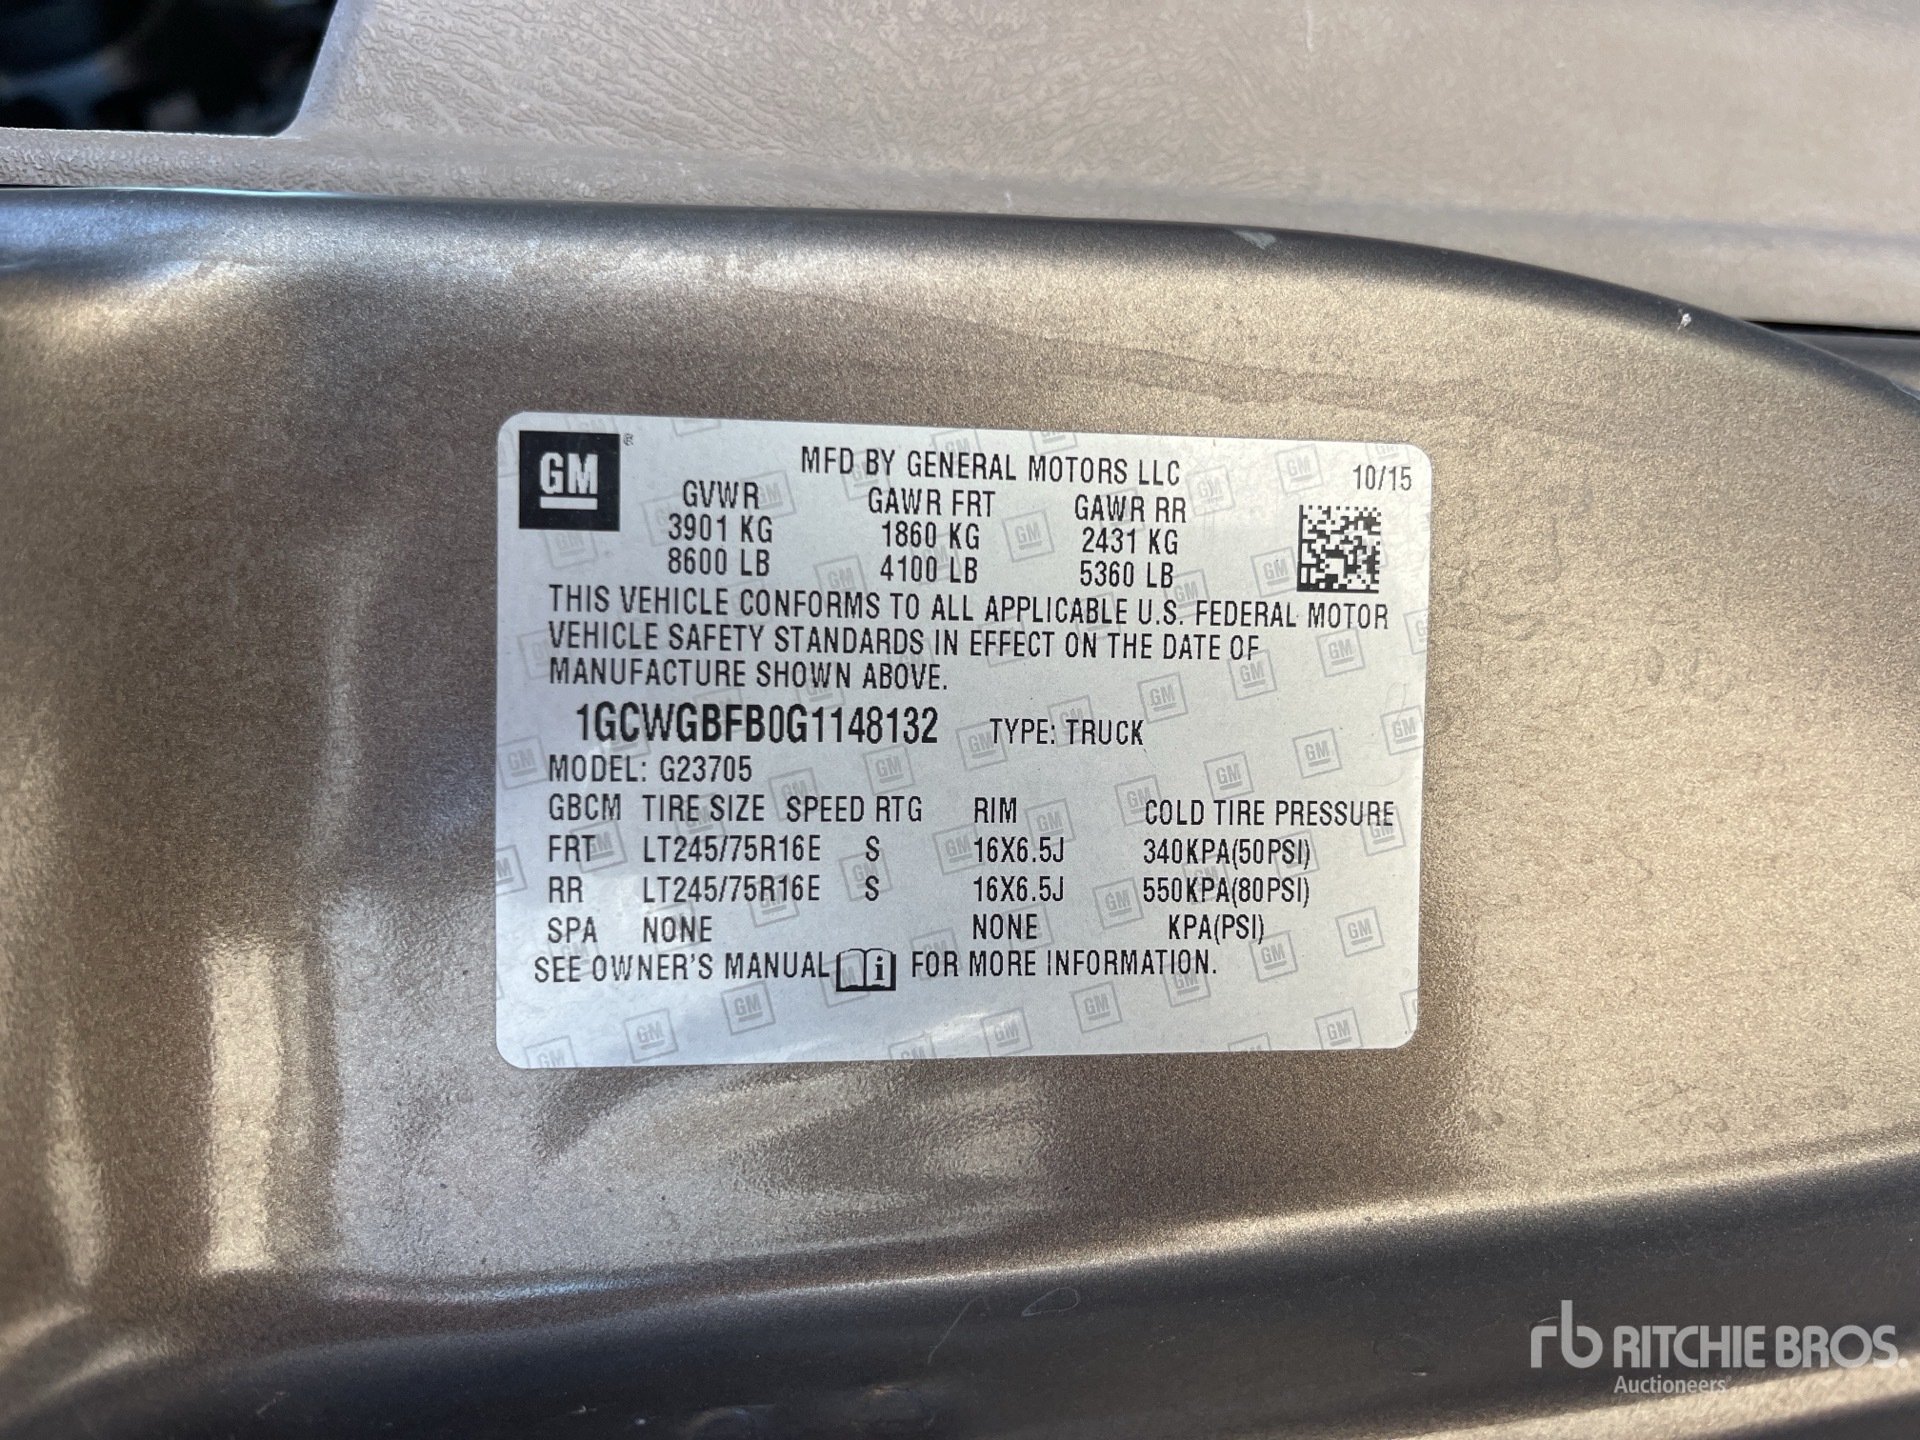 GM®
MFD BY GENERAL MOTORS LLC 10/15
GVWR GAWR FRT GAWR RR
3901 KG 1860 KG 2431 KG
8600 LB 4100 LB 5360 LB
THIS VEHICLE CONFORMS TO ALL APPLICABLE U.S. FEDERAL MOTOR
VEHICLE SAFETY STANDARDS IN EFFECT ON THE DATE OF
MANUFACTURE SHOWN ABOVE.
1GCWGBFB0G1148132 TYPE: TRUCK
MODEL: G23705
GBCM TIRE SIZE SPEED RTG RIM COLD TIRE PRESSURE
FRT LT245/75R16E S 16X6.5J 340KPA(50PSI)
RR LT245/75R16E S 16X6.5J 550KPA(80PSI)
SPA NONE NONE KPA(PSI)
SEE OWNER'S MANUAL i FOR MORE INFORMATION.
rb RITCHIE BROS.
Auctioneers